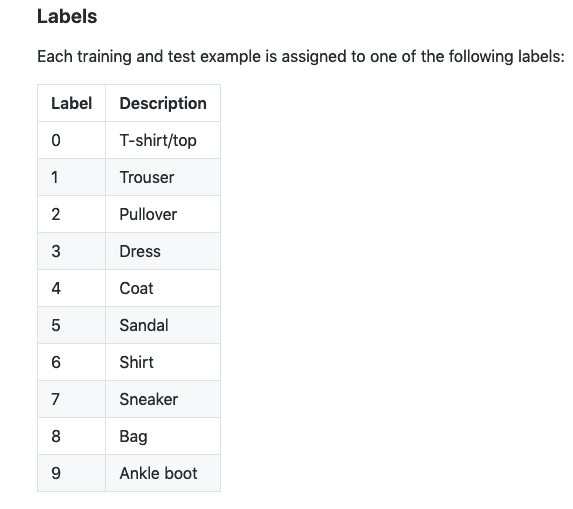 Labels
Each training and test example is assigned to one of the following labels:
Label Description
0 T-shirt/top
1 Trouser
2 Pullover
3 Dress
4 Coat
5 Sandal
6 Shirt
7 Sneaker
8 Bag
9 Ankle boot